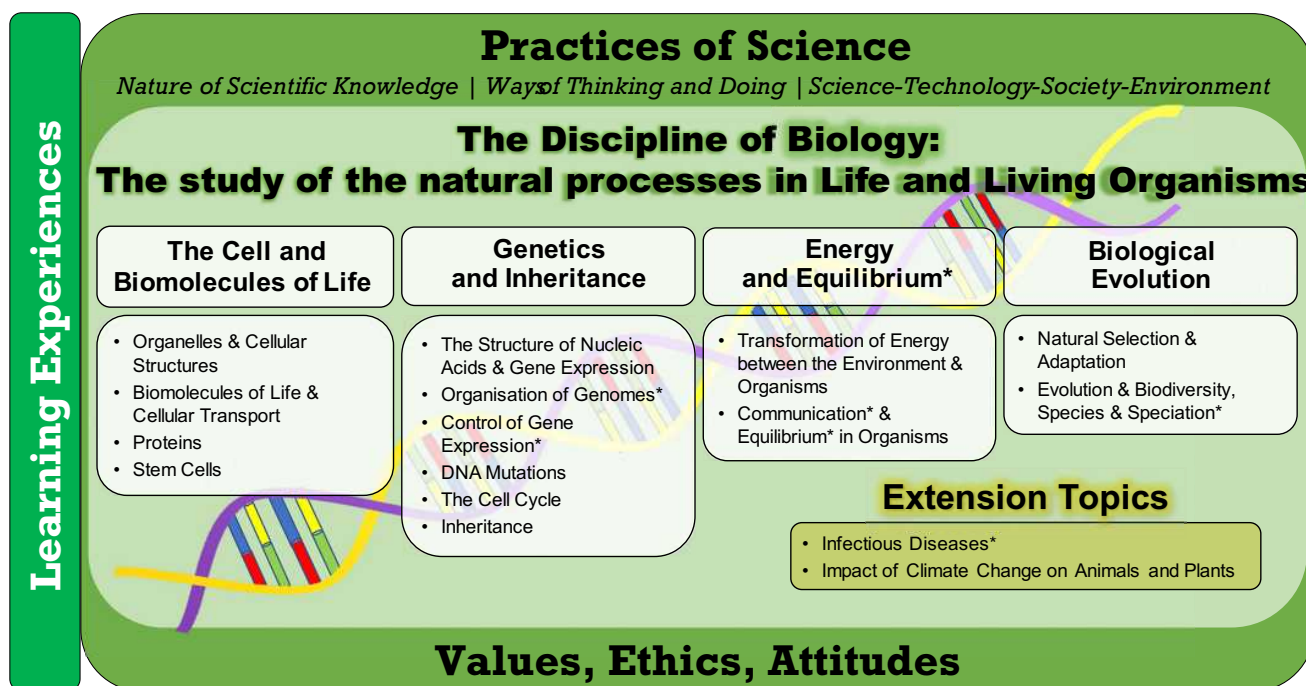 Learning Experiences
Practices of Science
Nature of Scientific Knowledge | Ways of Thinking and Doing | Science-Technology-Society-Environment
The Discipline of Biology:
The study of the natural processes in Life and Living Organisms
The Cell and
Biomolecules of Life
• Organelles & Cellular
Structures
• Biomolecules of Life &
Cellular Transport
• Proteins
• Stem Cells
Genetics
and Inheritance
• The Structure of Nucleic
Acids & Gene Expression
• Organisation of Genomes*
• Control of Gene
Expression*
• DNA Mutations
• The Cell Cycle
• Inheritance
Energy
and Equilibrium*
• Transformation of Energy
between the Environment &
Organisms
• Communication* &
Equilibrium* in Organisms
Biological
Evolution
• Natural Selection &
Adaptation
• Evolution & Biodiversity,
Species & Speciation*
Extension Topics
• Infectious Diseases*
• Impact of Climate Change on Animals and Plants
Values, Ethics, Attitudes